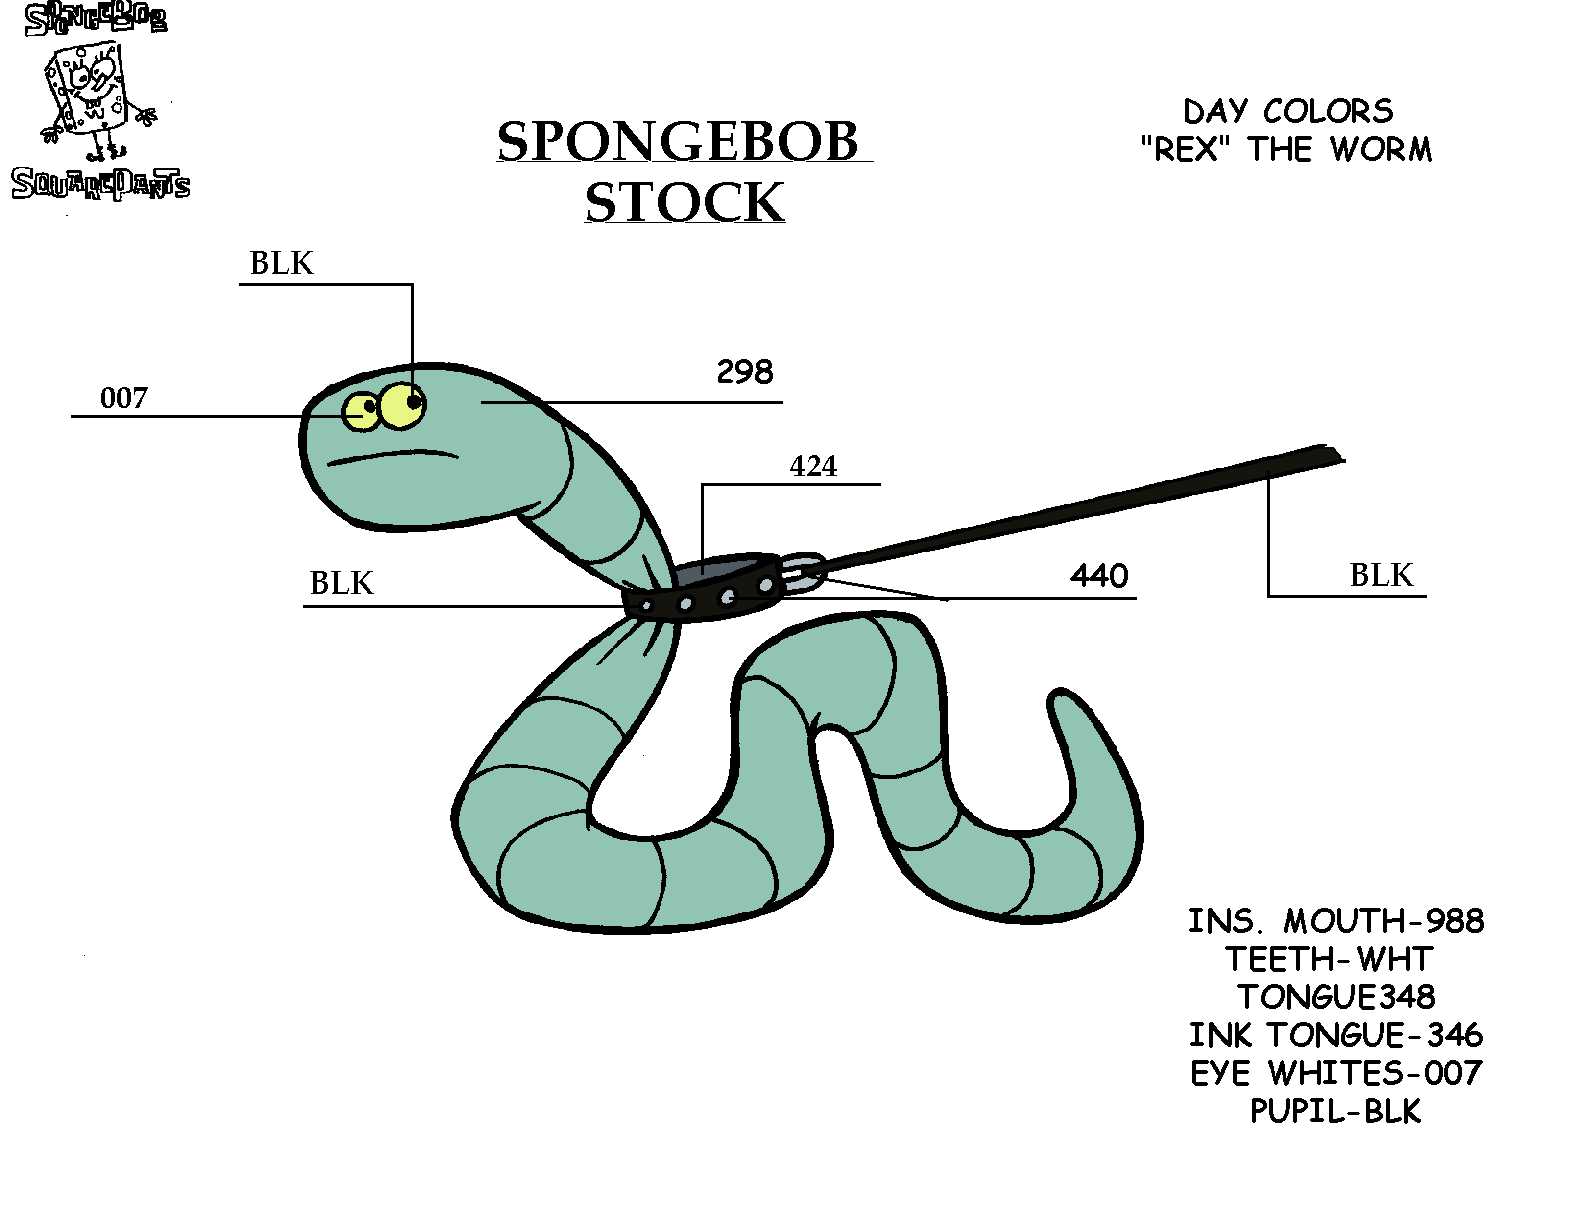 SPONGEBOB
SQUAREPANTS
SPONGEBOB
STOCK
DAY COLORS
"REX" THE WORM
BLK
007
298
424
BLK
440
BLK
INS. MOUTH-988
TEETH-WHT
TONGUE348
INK TONGUE-346
EYE WHITES-007
PUPIL-BLK